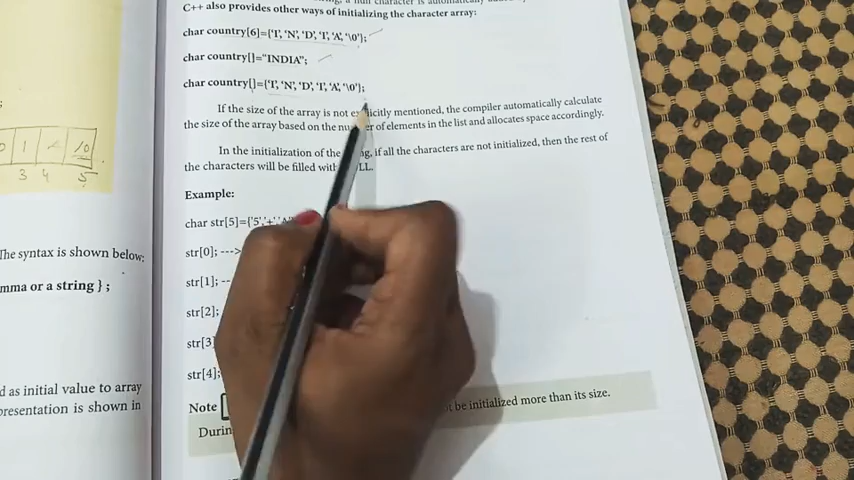 C++ also provides other ways of initializing the character array:
char country[6]={'I', 'N', 'D', 'I', 'A', '\0'};
char country[]="INDIA";
char country[]={'I', 'N', 'D', 'I', 'A', '\0'};
If the size of the array is not explicitly mentioned, the compiler automatically calculate
the size of the array based on the number of elements in the list and allocates space accordingly.
In the initialization of the if all the characters are not initialized, then the rest of
the characters will be filled with NULL.
Example:
char str[5]={'5','+','A'
str[0]; --->
str[1];
str[2];
str[3]
str[4];
Note
be initialized more than its size.
0 1 10
3 4 5
The syntax is shown below:
mma or a string } ;
d as initial value to array
presentation is shown in